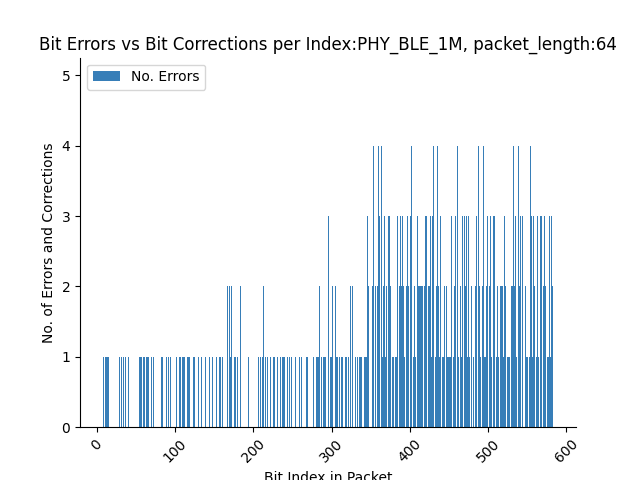 Bit Errors vs Bit Corrections per Index:PHY_BLE_1M, packet_length:64
No. Errors
No. of Errors and Corrections
5
4
3
2
1
0
0 100 200 300 400 500 600
Bit Index in Packet